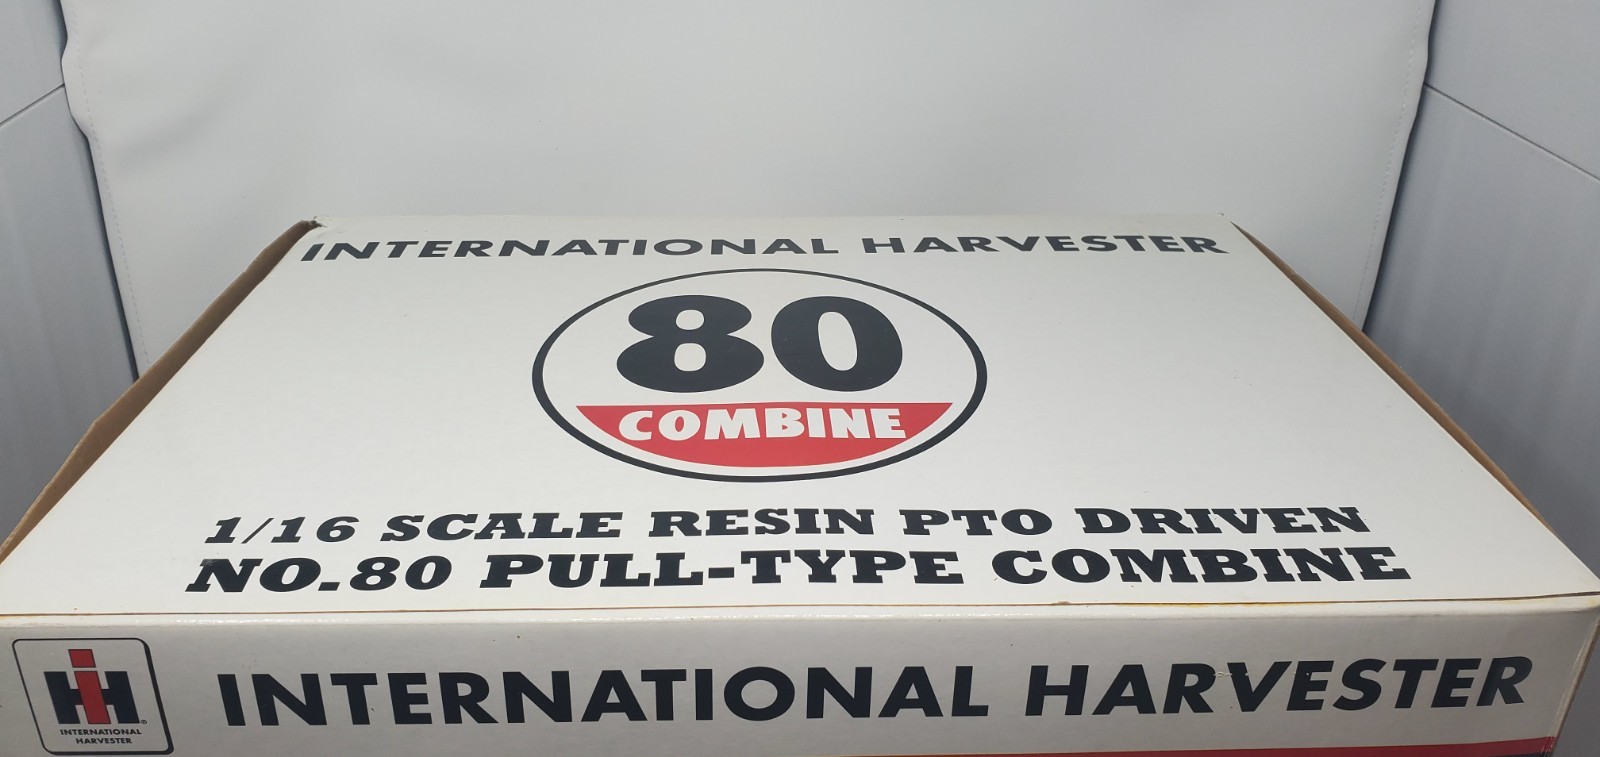 INTERNATIONAL HARVESTER
80
COMBINE
1/16 SCALE RESIN PTO DRIVEN
NO.80 PULL-TYPE COMBINE
IH®
INTERNATIONAL
HARVESTER
INTERNATIONAL HARVESTER